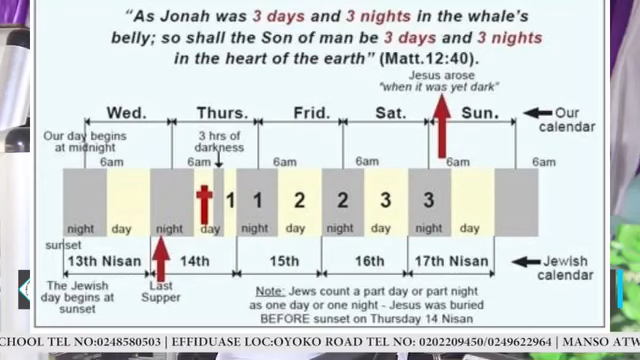 "As Jonah was 3 days and 3 nights in the whale's
belly; so shall the Son of man be 3 days and 3 nights
in the heart of the earth" (Matt.12:40).
Jesus arose
"when it was yet dark"
Wed. Thurs. Fri. Sat. Sun. Our
calendar
Our day begins
at midnight
3 hrs of
darkness
6am 6am 6am 6am 6am 6am
1 1 2 2 3 3
night day night day night day night day night day
sunset
13th Nisan 14th 15th 16th 17th Nisan Jewish
calendar
The Jewish
day begins at
sunset
Last
Supper
Note: Jews count a part day or part night
as one day or one night - Jesus was buried
BEFORE sunset on Thursday 14 Nisan
SCHOOL TEL NO:0248580503 | EFFIDUASE LOC:OYOKO ROAD TEL NO: 0202209450/0249622964 | MANSO ATW